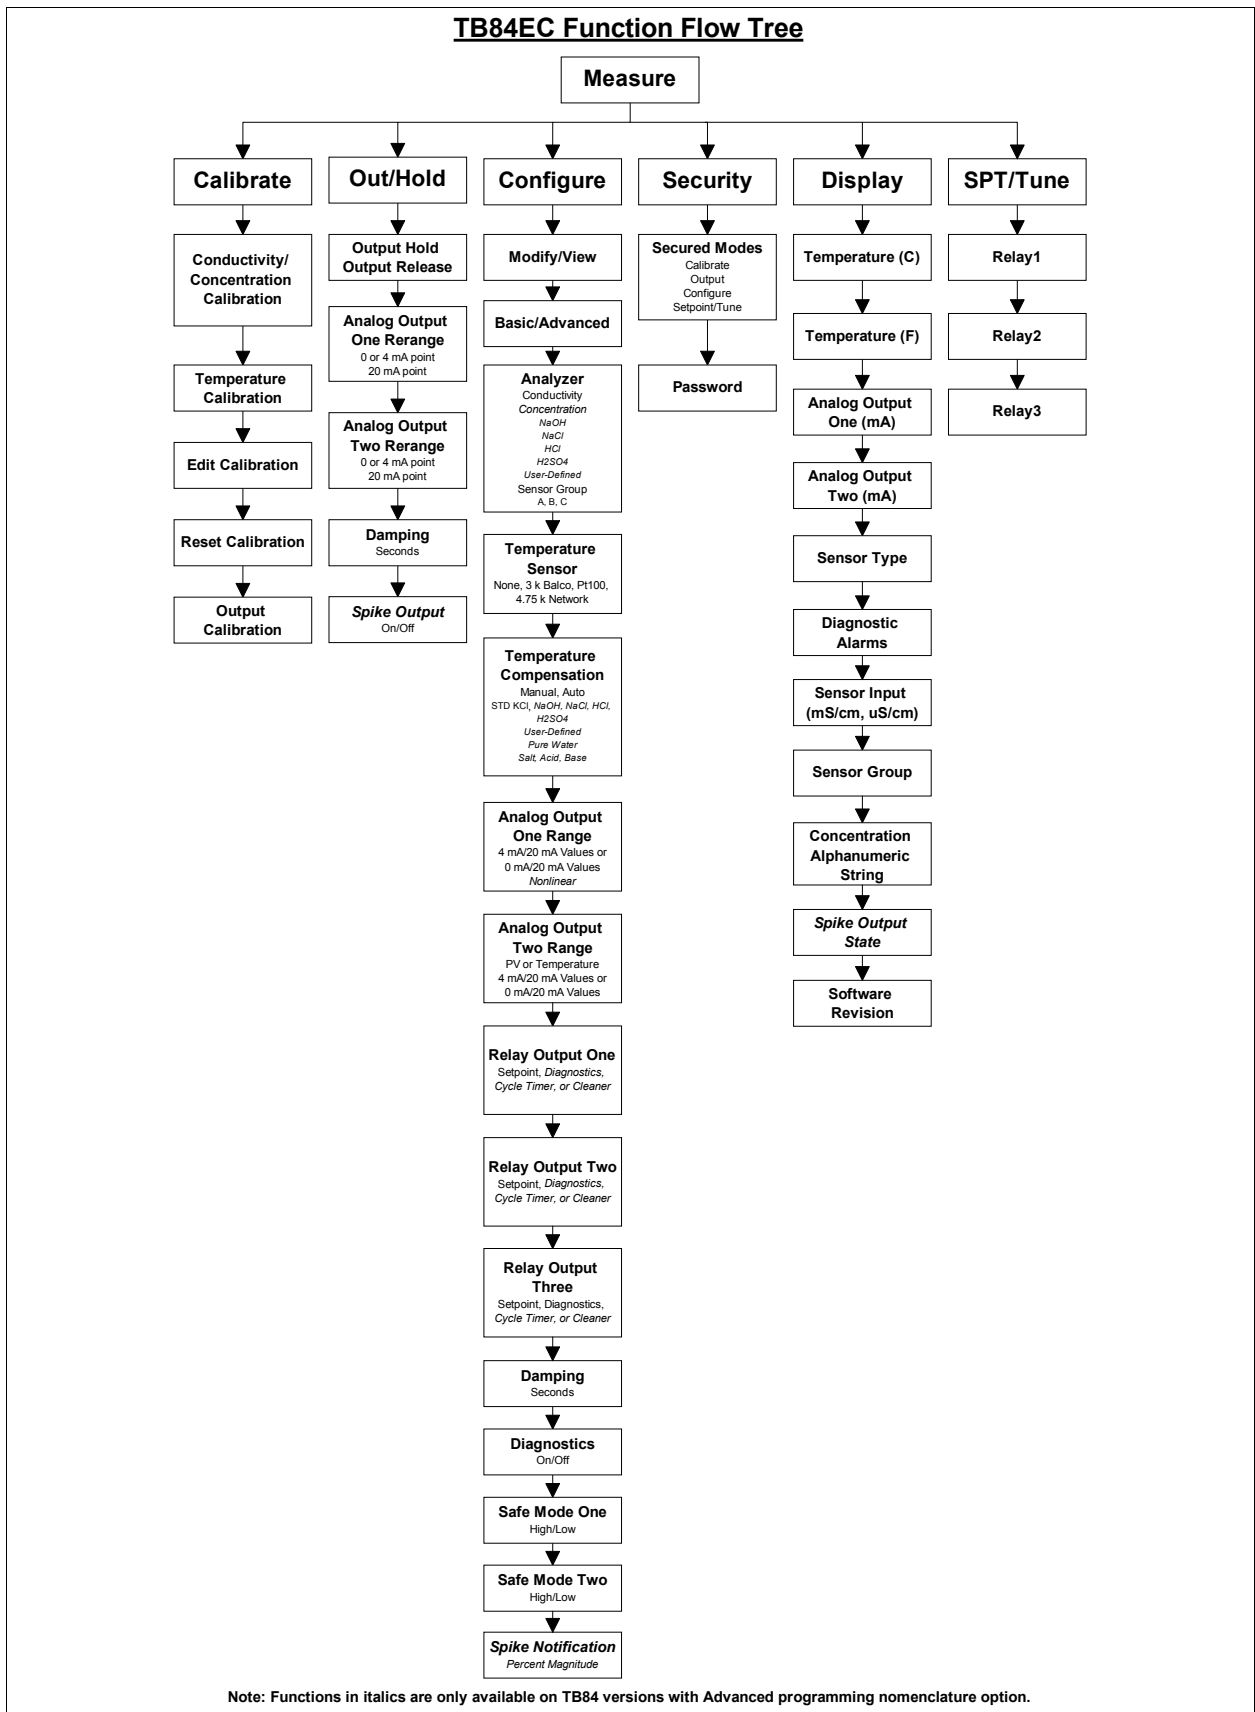 TB84EC Function Flow Tree
Measure
Calibrate
Conductivity/
Concentration
Calibration
Temperature
Calibration
Edit Calibration
Reset Calibration
Output
Calibration
Out/Hold
Output Hold
Output Release
Analog Output
One Rerange
0 or 4 mA point
20 mA point
Analog Output
Two Rerange
0 or 4 mA point
20 mA point
Damping
Seconds
Spike Output
On/Off
Configure
Modify/View
Basic/Advanced
Analyzer
Conductivity
Concentration
NaOH
NaCl
HCl
H2SO4
User-Defined
Sensor Group
A, B, C
Temperature
Sensor
None, 3 k Balco, Pt100,
4.75 k Network
Temperature
Compensation
Manual, Auto
STD KCl, NaOH, NaCl, HCl,
H2SO4
User-Defined
Pure Water
Salt, Acid, Base
Analog Output
One Range
4 mA/20 mA Values or
0 mA/20 mA Values
Nonlinear
Analog Output
Two Range
PV or Temperature
4 mA/20 mA Values or
0 mA/20 mA Values
Relay Output One
Setpoint, Diagnostics,
Cycle Timer, or Cleaner
Relay Output Two
Setpoint, Diagnostics,
Cycle Timer, or Cleaner
Relay Output
Three
Setpoint, Diagnostics,
Cycle Timer, or Cleaner
Damping
Seconds
Diagnostics
On/Off
Safe Mode One
High/Low
Safe Mode Two
High/Low
Spike Notification
Percent Magnitude
Security
Secured Modes
Calibrate
Output
Configure
Setpoint/Tune
Password
Display
Temperature (C)
Temperature (F)
Analog Output
One (mA)
Analog Output
Two (mA)
Sensor Type
Diagnostic
Alarms
Sensor Input
(mS/cm, uS/cm)
Sensor Group
Concentration
Alphanumeric
String
Spike Output
State
Software
Revision
SPT/Tune
Relay1
Relay2
Relay3
Note: Functions in italics are only available on TB84 versions with Advanced programming nomenclature option.